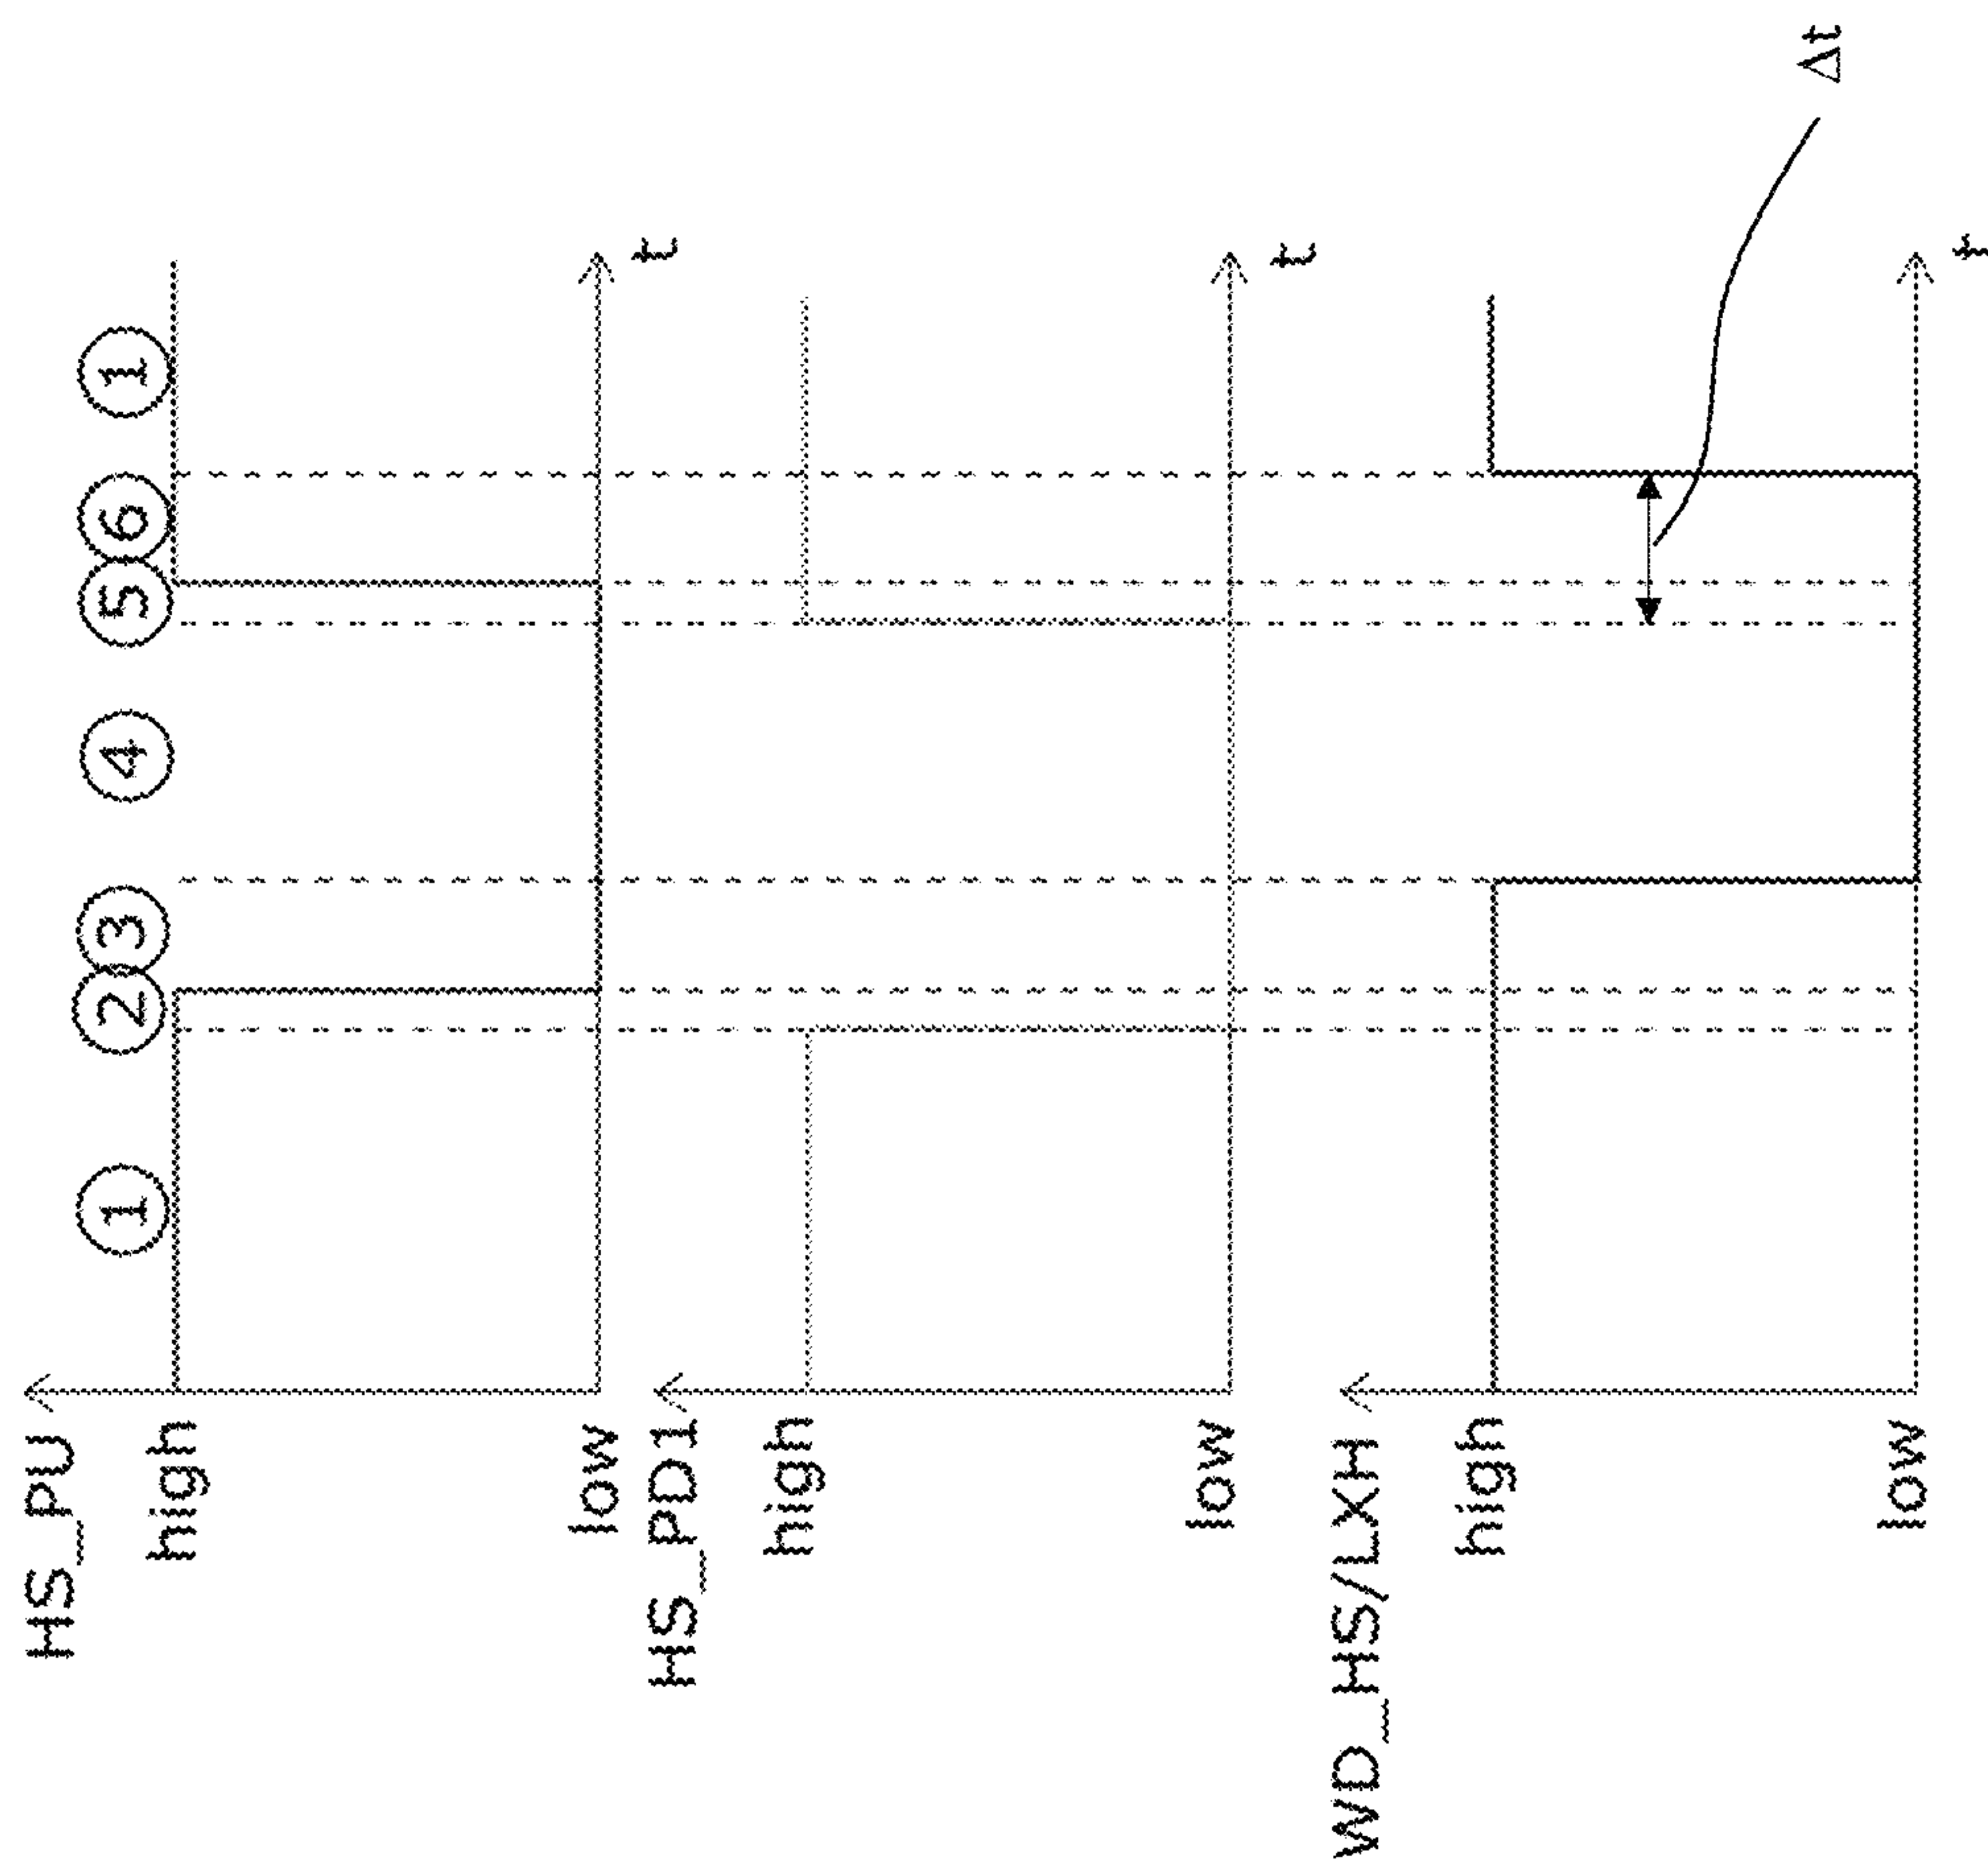 HS_PU
high
low
t
① ② ③ ④ ⑤ ⑥ ①
HS_PD1
high
low
t
WD_HS/LXH
high
low
t
Δt